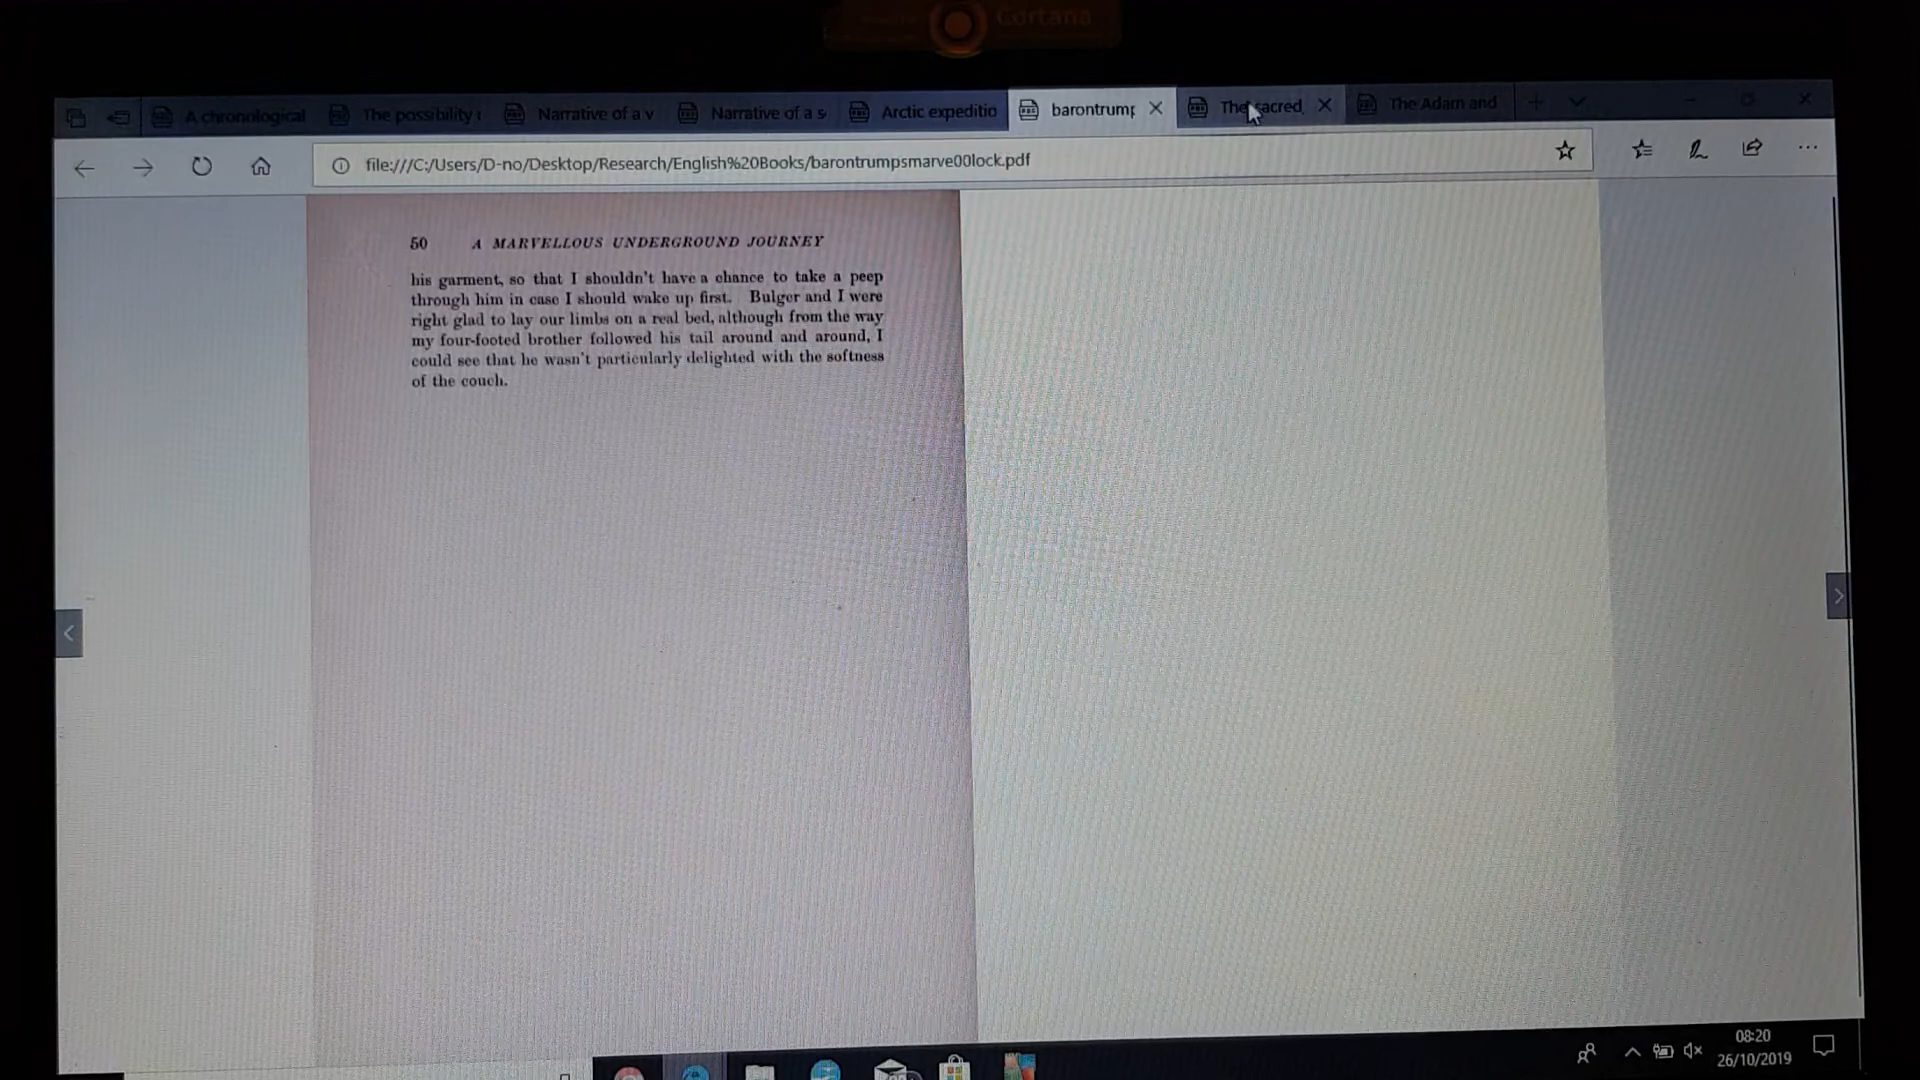 Cortana
A chronological
The possibility
Narrative of a v
Narrative of a s
Arctic expeditio
barontrump
The sacred
The Adam and
file:///C:/Users/D-no/Desktop/Research/English%20Books/barontrumpsmarve00lock.pdf
50 A MARVELLOUS UNDERGROUND JOURNEY
his garment, so that I shouldn't have a chance to take a peep
through him in case I should wake up first. Bulger and I were
right glad to lay our limbs on a real bed, although from the way
my four-footed brother followed his tail around and around, I
could see that he wasn't particularly delighted with the softness
of the couch.
08:20
26/10/2019